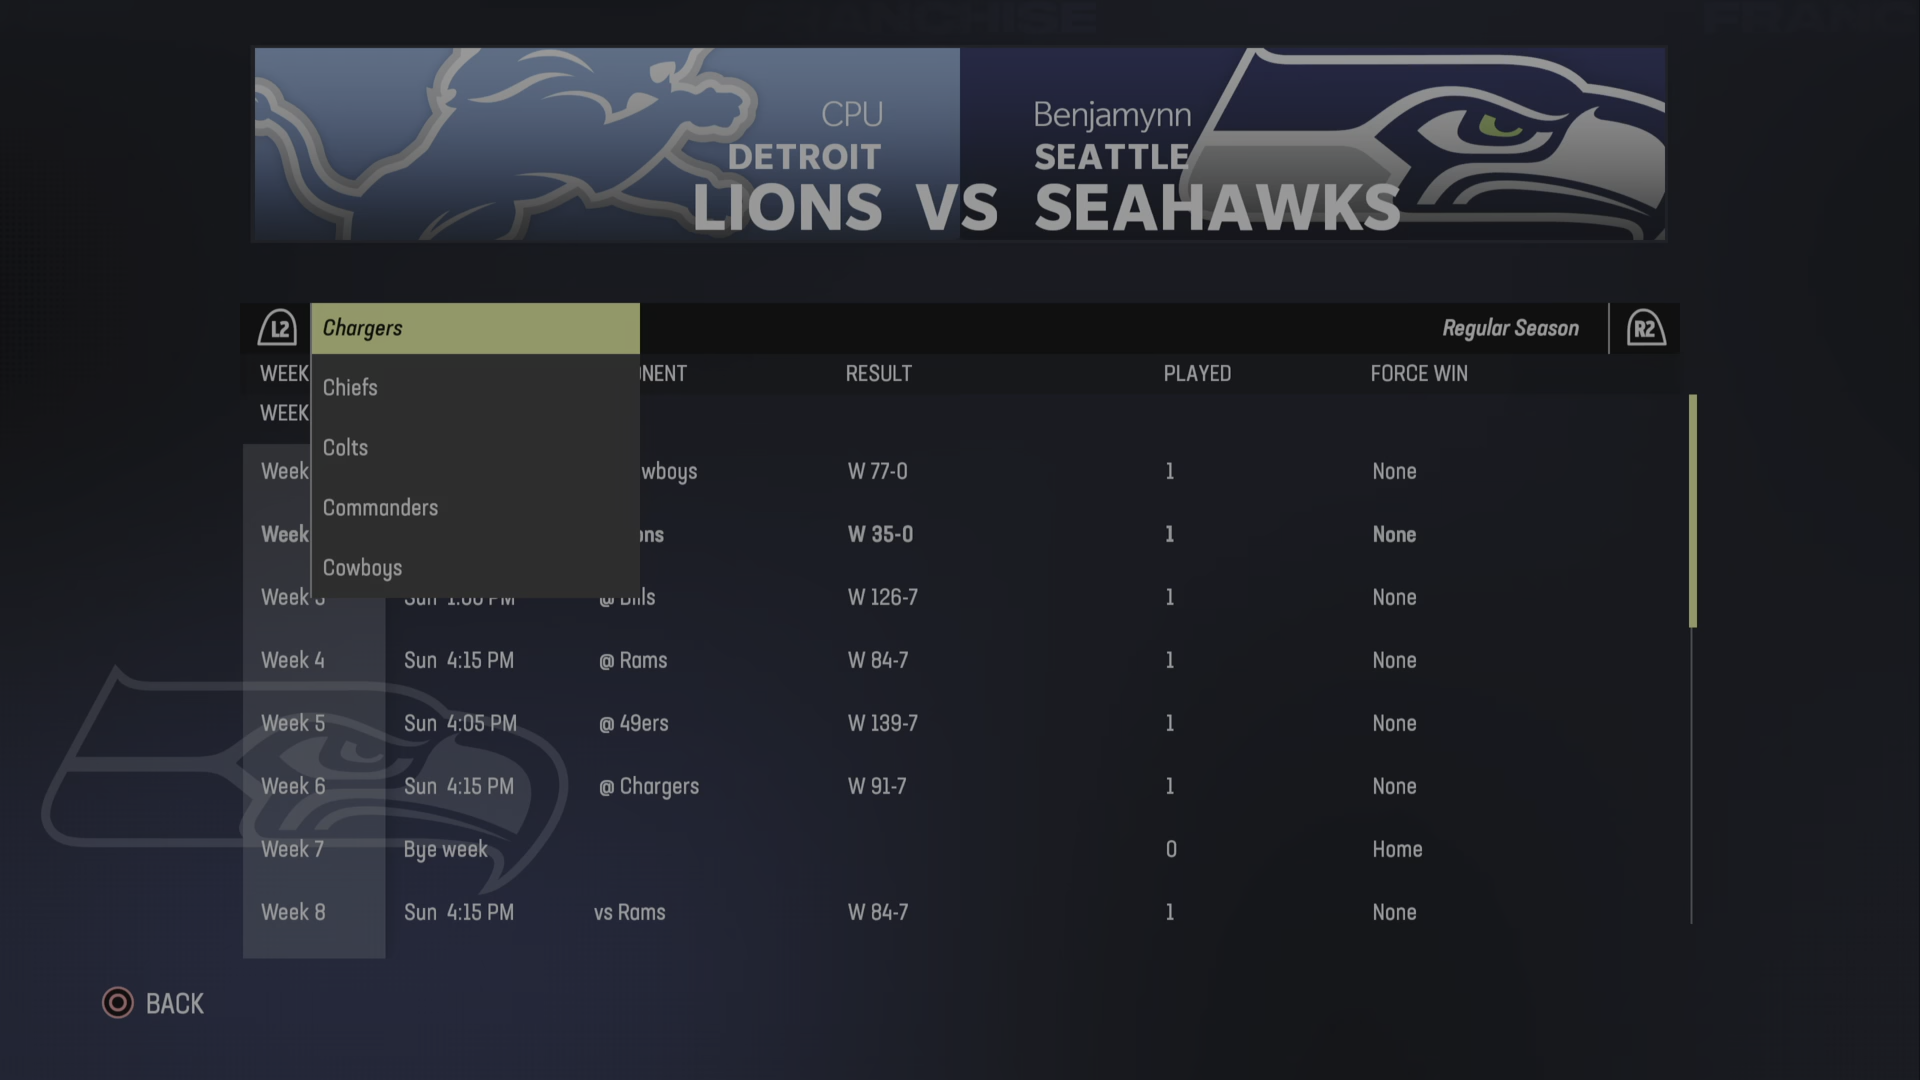 FRANCHISE
CPU
DETROIT
LIONS VS
Benjamynn
SEATTLE
SEAHAWKS
L2 Chargers Regular Season R2
WEEK RESULT PLAYED FORCE WIN
WEEK
Chiefs
Colts
Commanders
Cowboys
Week W 77-0 1 None
Week W 35-0 1 None
Week W 126-7 1 None
Week 4 Sun 4:15 PM @ Rams W 84-7 1 None
Week 5 Sun 4:05 PM @ 49ers W 139-7 1 None
Week 6 Sun 4:15 PM @ Chargers W 91-7 1 None
Week 7 Bye week 0 Home
Week 8 Sun 4:15 PM vs Rams W 84-7 1 None
BACK